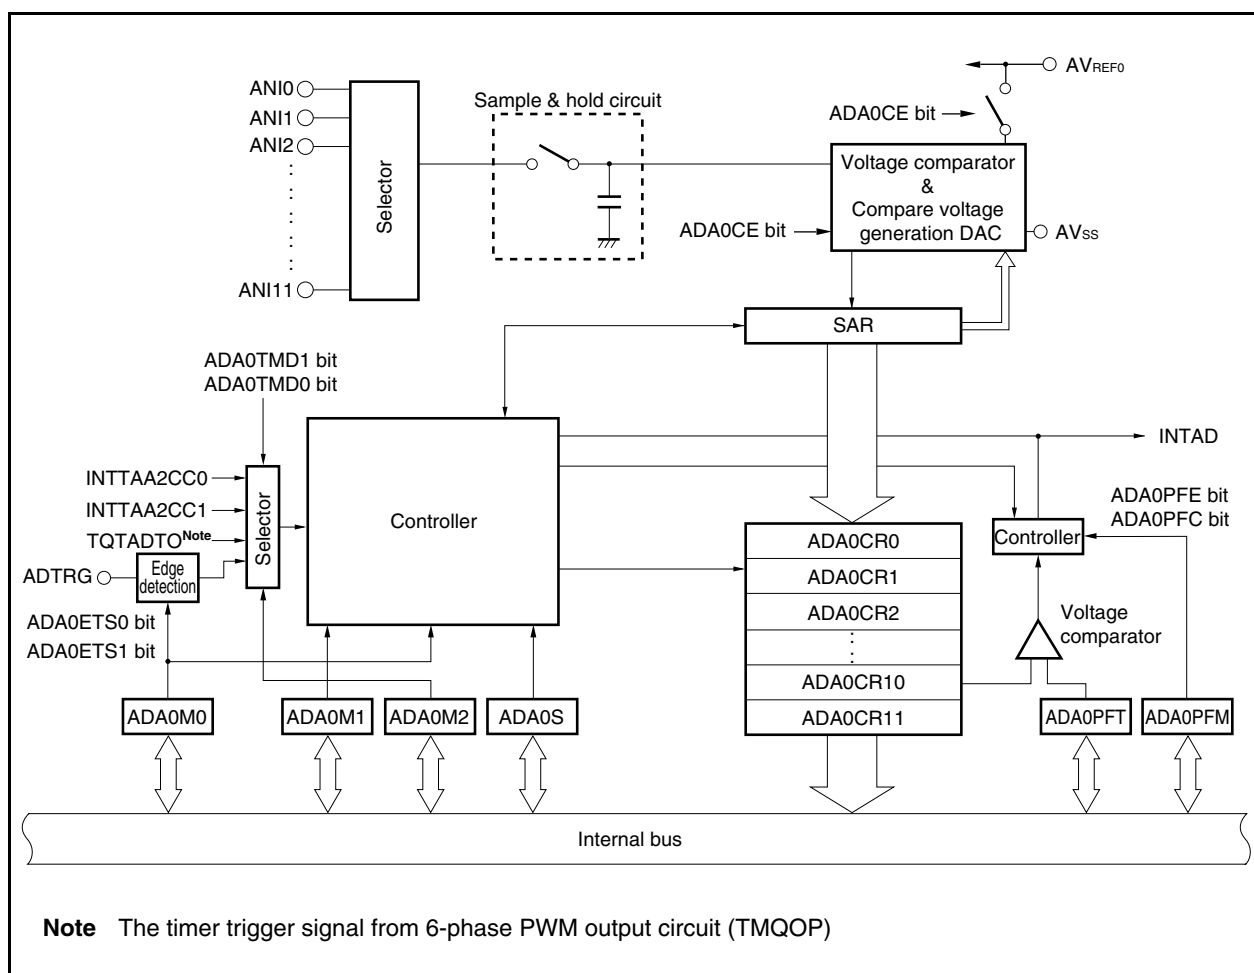 ANI0
ANI1
ANI2
ANI11
Selector
Sample & hold circuit
AVREF0
ADA0CE bit
Voltage comparator
&
Compare voltage
generation DAC
ADA0CE bit
AVSS
SAR
ADA0TMD1 bit
ADA0TMD0 bit
INTTAA2CC0
INTTAA2CC1
TQTADTO Note
ADTRG
Edge
detection
Selector
Controller
INTAD
ADA0PFE bit
ADA0PFC bit
Controller
ADA0ETS0 bit
ADA0ETS1 bit
ADA0CR0
ADA0CR1
ADA0CR2
ADA0CR10
ADA0CR11
Voltage
comparator
ADA0M0
ADA0M1
ADA0M2
ADA0S
ADA0PFT
ADA0PFM
Internal bus
Note The timer trigger signal from 6-phase PWM output circuit (TMQOP)